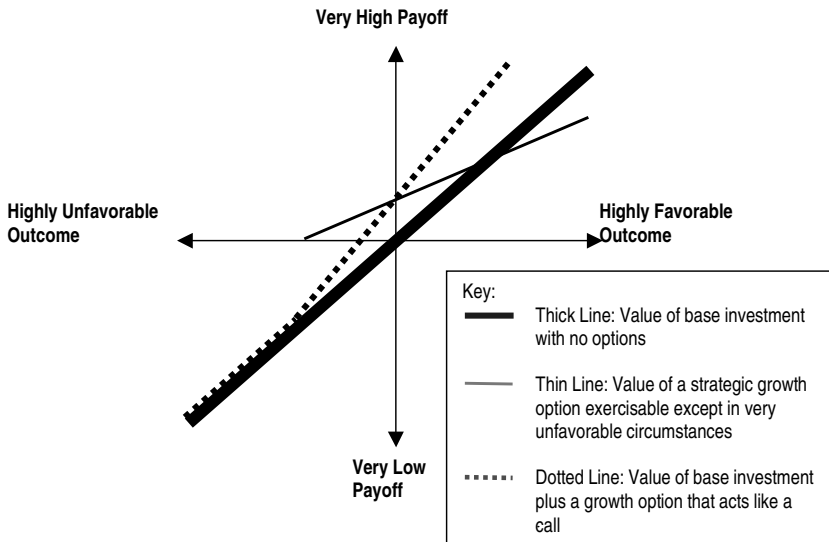 Very High Payoff
Highly Unfavorable
Outcome
Highly Favorable
Outcome
Key:
Thick Line: Value of base investment
with no options
Thin Line: Value of a strategic growth
option exercisable except in very
unfavorable circumstances
Very Low
Payoff
Dotted Line: Value of base investment
plus a growth option that acts like a
call